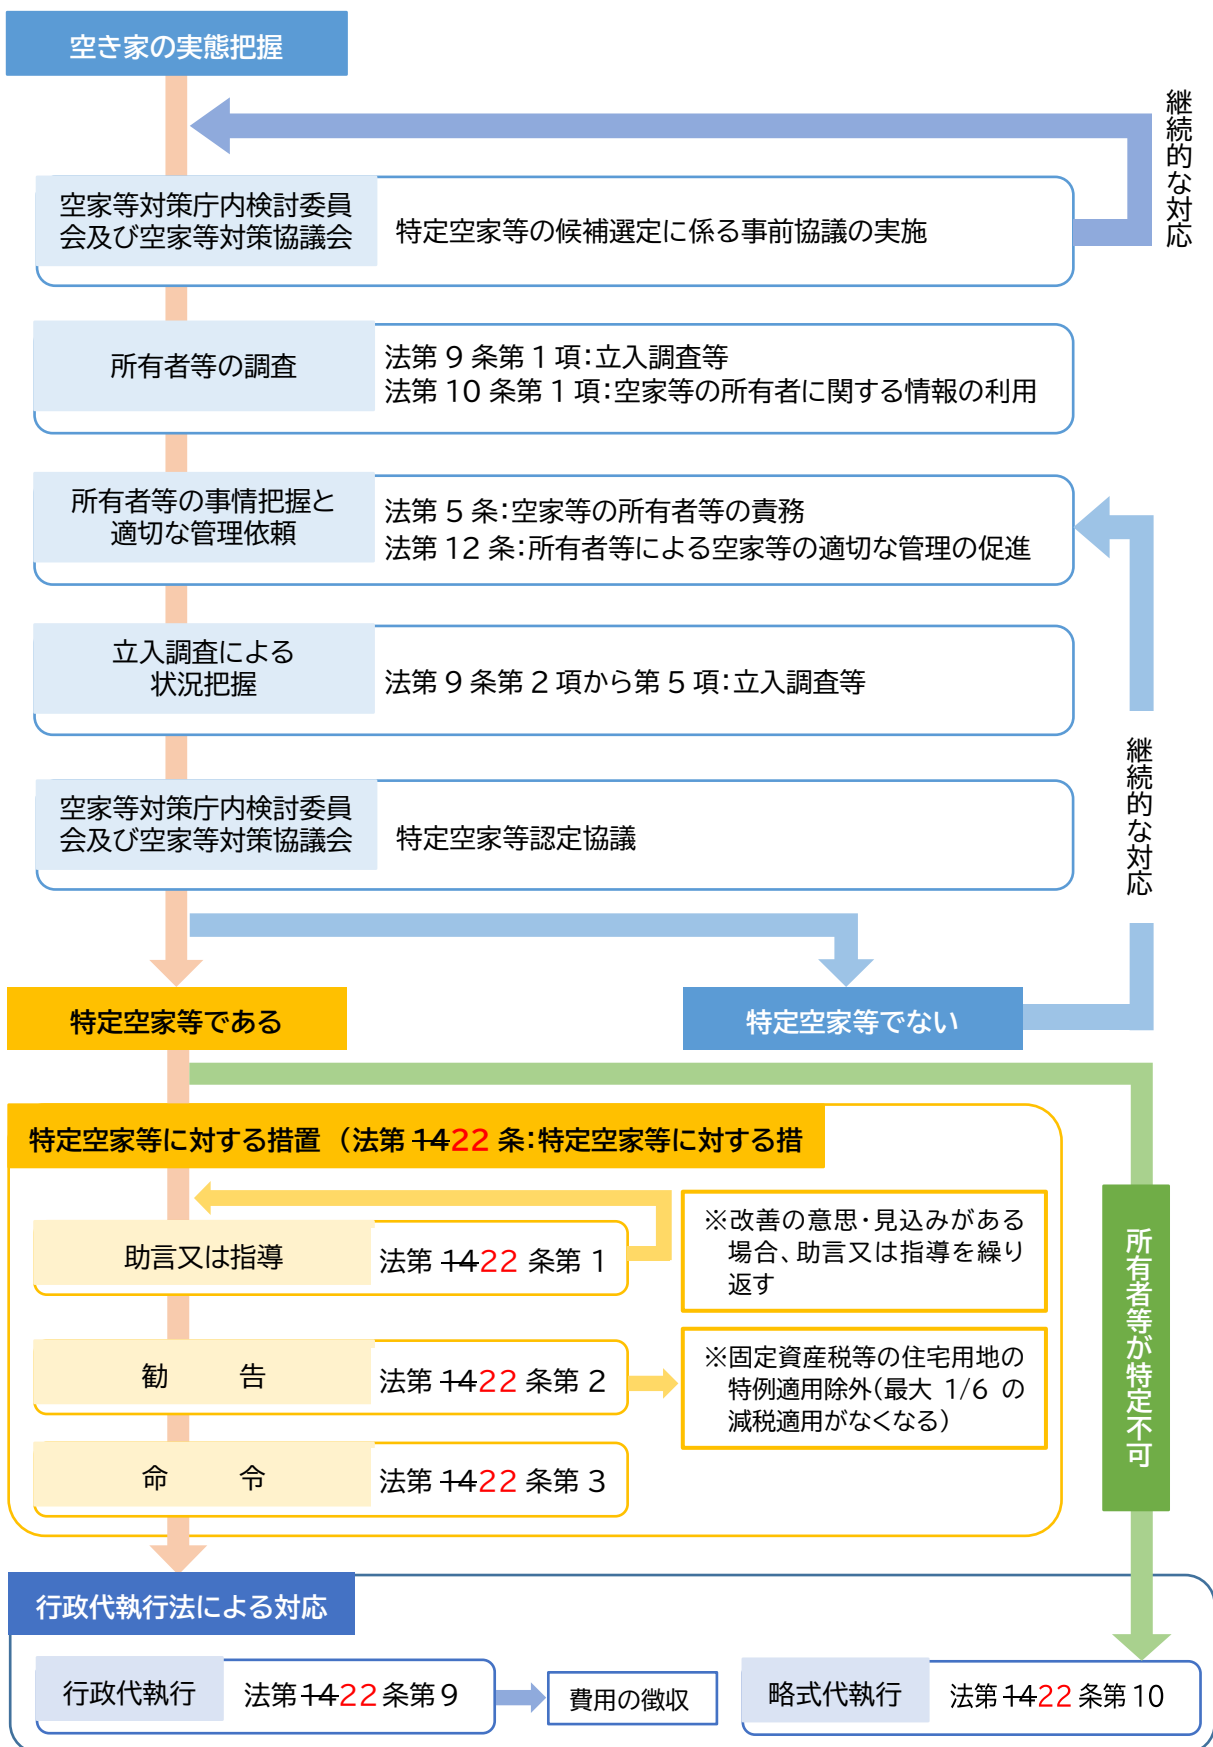 空き家の実態把握
継続的な対応
空家等対策庁内検討委員
会及び空家等対策協議会
特定空家等の候補選定に係る事前協議の実施
所有者等の調査
法第9条第1項：立入調査等
法第10条第1項：空家等の所有者に関する情報の利用
所有者等の事情把握と
適切な管理依頼
法第5条：空家等の所有者等の責務
法第12条：所有者等による空家等の適切な管理の促進
立入調査による
状況把握
法第9条第2項から第5項：立入調査等
継続的な対応
空家等対策庁内検討委員
会及び空家等対策協議会
特定空家等認定協議
特定空家等である
特定空家等でない
特定空家等に対する措置（法第1422条：特定空家等に対する措
助言又は指導
法第1422条第1
※改善の意思・見込みがある
場合、助言又は指導を繰り
返す
勧　告
法第1422条第2
※固定資産税等の住宅用地の
特例適用除外（最大 1/6 の
減税適用がなくなる）
命　令
法第1422条第3
所有者等が特定不可
行政代執行法による対応
行政代執行
法第1422条第9
費用の徴収
略式代執行
法第1422条第10